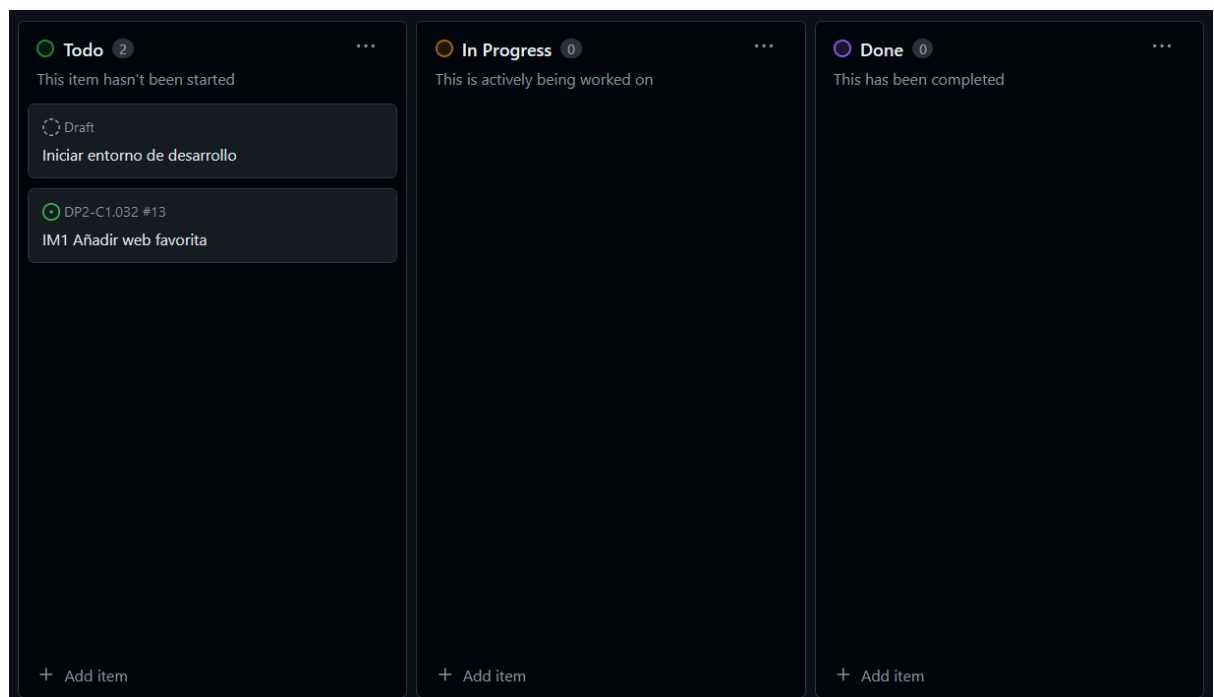 Todo 2
This item hasn't been started
Draft
Iniciar entorno de desarrollo
DP2-C1.032 #13
IM1 Añadir web favorita
+ Add item
In Progress 0
This is actively being worked on
+ Add item
Done 0
This has been completed
+ Add item